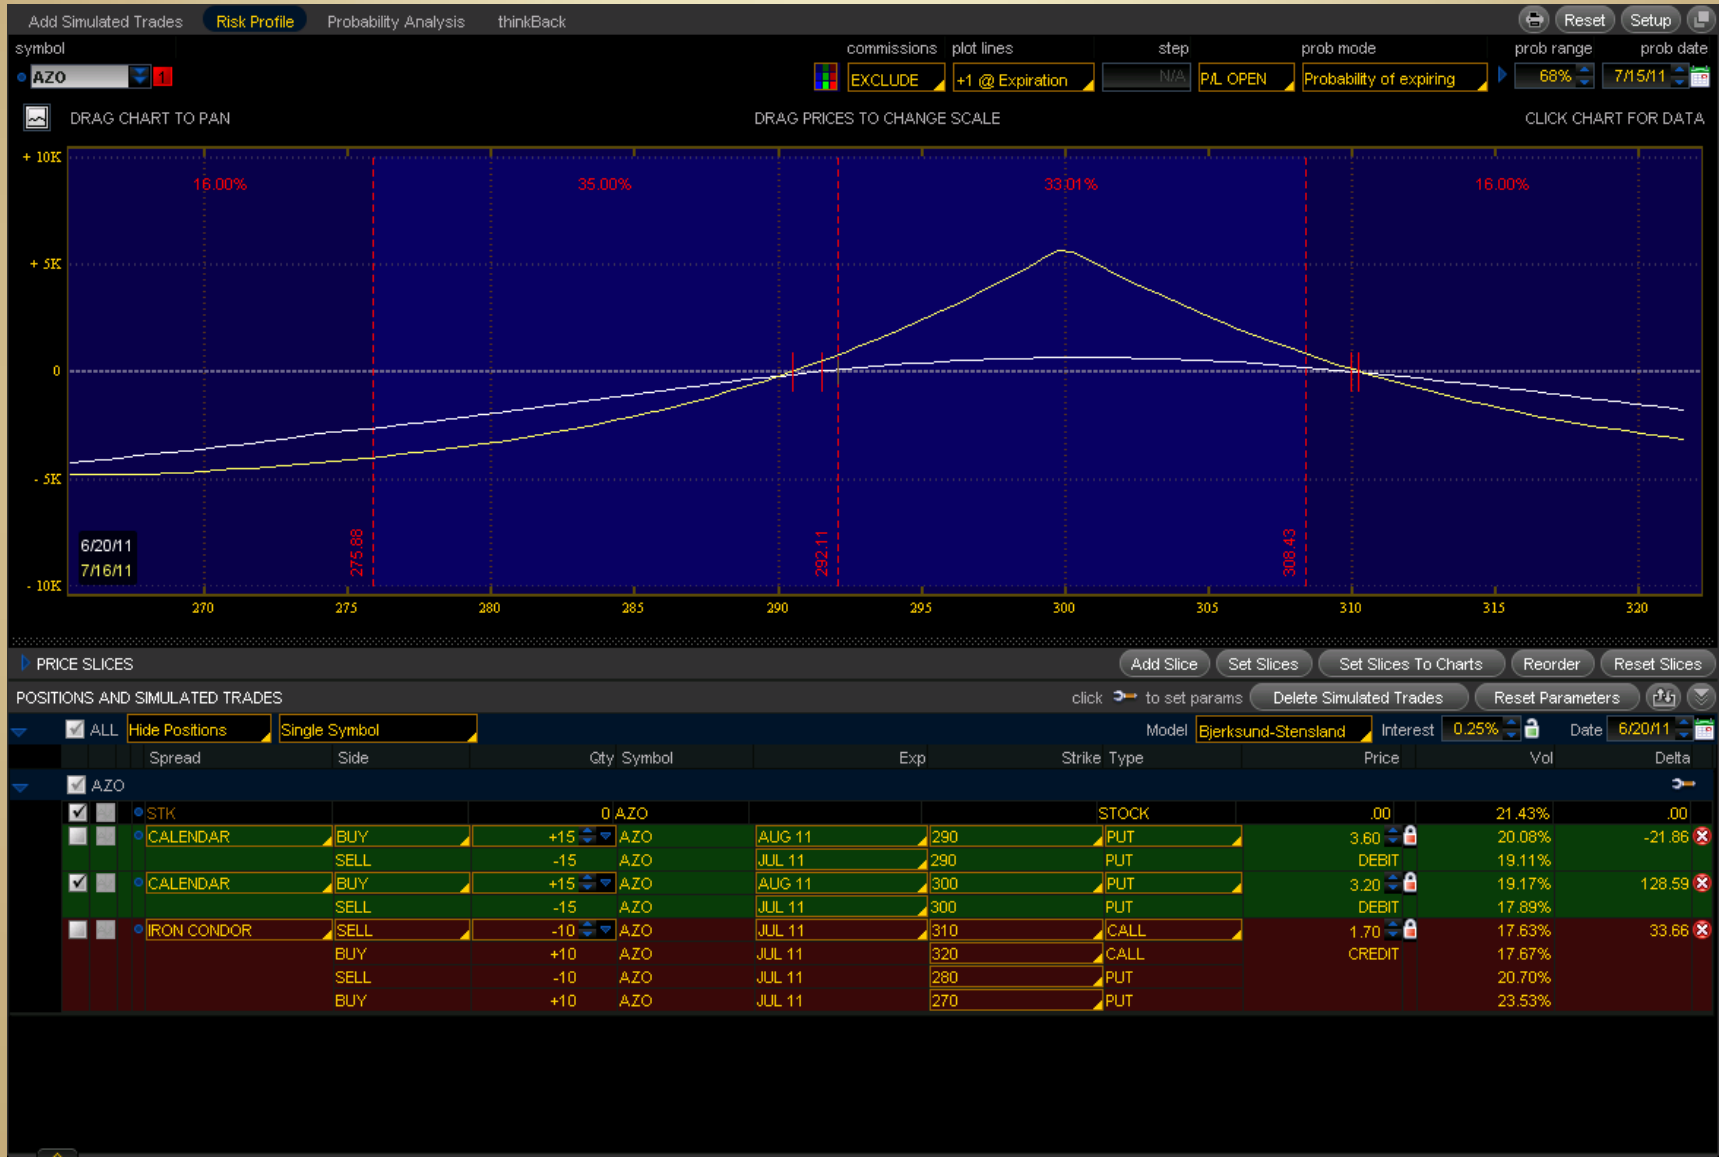 Add Simulated Trades Risk Profile Probability Analysis thinkBack Reset Setup
symbol commissions plot lines step prob mode prob range prob date
AZO 1 EXCLUDE +1 @ Expiration N/A P/L OPEN Probability of expiring 68% 7/15/11
DRAG CHART TO PAN DRAG PRICES TO CHANGE SCALE CLICK CHART FOR DATA
+ 10K
16.00% 35.00% 33.01% 16.00%
+ 5K
0
- 5K
275.88 292.11 308.43
6/20/11
7/16/11
- 10K
270 275 280 285 290 295 300 305 310 315 320
PRICE SLICES Add Slice Set Slices Set Slices To Charts Reorder Reset Slices
POSITIONS AND SIMULATED TRADES click to set params Delete Simulated Trades Reset Parameters
ALL Hide Positions Single Symbol Model Bjerksund-Stensland Interest 0.25% Date 6/20/11
Spread Side Qty Symbol Exp Strike Type Price Vol Delta
AZO
STK 0 AZO STOCK .00 21.43% .00
CALENDAR BUY +15 AZO AUG 11 290 PUT 3.60 20.08% -21.86
SELL -15 AZO JUL 11 290 PUT DEBIT 19.11%
CALENDAR BUY +15 AZO AUG 11 300 PUT 3.20 19.17% 128.59
SELL -15 AZO JUL 11 300 PUT DEBIT 17.89%
IRON CONDOR SELL -10 AZO JUL 11 310 CALL 1.70 17.63% 33.66
BUY +10 AZO JUL 11 320 CALL CREDIT 17.67%
SELL -10 AZO JUL 11 280 PUT 20.70%
BUY +10 AZO JUL 11 270 PUT 23.53%